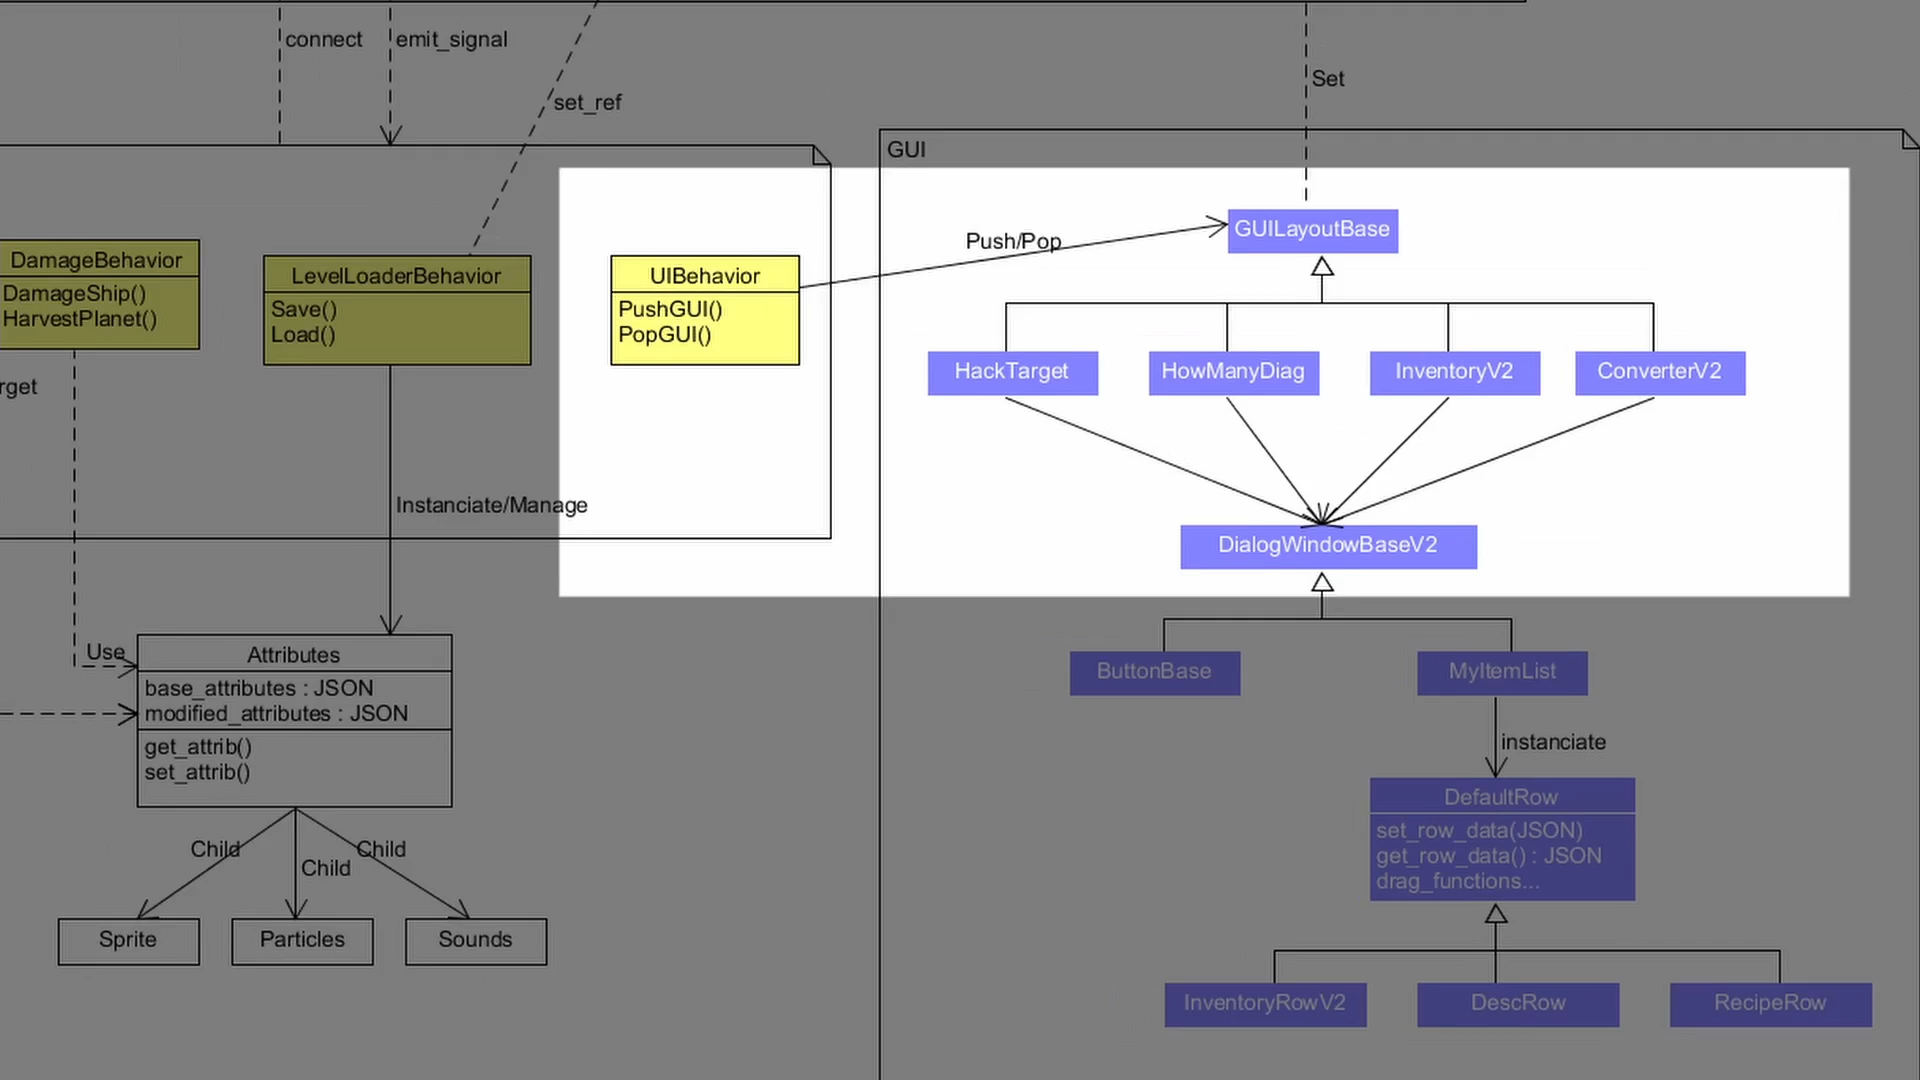 connect
emit_signal
set_ref
Set
GUI
DamageBehavior
DamageShip()
HarvestPlanet()
LevelLoaderBehavior
Save()
Load()
UIBehavior
PushGUI()
PopGUI()
Push/Pop
GUILayoutBase
HackTarget
HowManyDiag
InventoryV2
ConverterV2
rget
Instanciate/Manage
DialogWindowBaseV2
Use
Attributes
base_attributes : JSON
modified_attributes : JSON
get_attrib()
set_attrib()
Child
Child
Child
Sprite
Particles
Sounds
ButtonBase
MyItemList
instanciate
DefaultRow
set_row_data(JSON)
get_row_data() : JSON
drag_functions...
InventoryRowV2
DescRow
RecipeRow